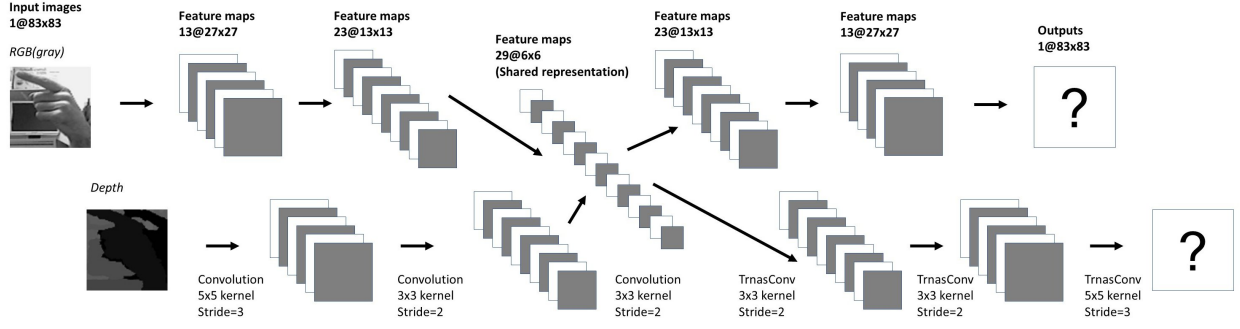 Input images
1@83x83
RGB(gray)
Feature maps
13@27x27
Feature maps
23@13x13
Feature maps
29@6x6
(Shared representation)
Feature maps
23@13x13
Feature maps
13@27x27
Outputs
1@83x83
?
Depth
Convolution
5x5 kernel
Stride=3
Convolution
3x3 kernel
Stride=2
Convolution
3x3 kernel
Stride=2
TrnasConv
3x3 kernel
Stride=2
TrnasConv
3x3 kernel
Stride=2
TrnasConv
5x5 kernel
Stride=3
?